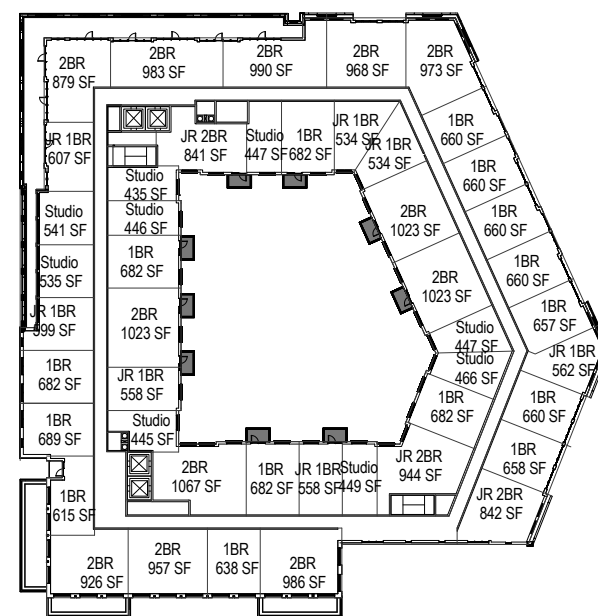 2BR
879 SF
2BR
983 SF
2BR
990 SF
2BR
968 SF
2BR
973 SF
1BR
660 SF
1BR
660 SF
1BR
660 SF
1BR
660 SF
1BR
657 SF
JR 1BR
562 SF
1BR
660 SF
1BR
658 SF
JR 2BR
842 SF
2BR
986 SF
1BR
638 SF
2BR
957 SF
2BR
926 SF
1BR
615 SF
1BR
689 SF
1BR
682 SF
JR 1BR
599 SF
Studio
535 SF
Studio
541 SF
JR 1BR
607 SF
JR 2BR
841 SF
Studio
447 SF
1BR
682 SF
JR 1BR
534 SF
JR 1BR
534 SF
2BR
1023 SF
2BR
1023 SF
Studio
447 SF
Studio
466 SF
1BR
682 SF
JR 2BR
944 SF
Studio
449 SF
JR 1BR
558 SF
1BR
682 SF
2BR
1067 SF
Studio
445 SF
JR 1BR
558 SF
2BR
1023 SF
1BR
682 SF
Studio
446 SF
Studio
435 SF